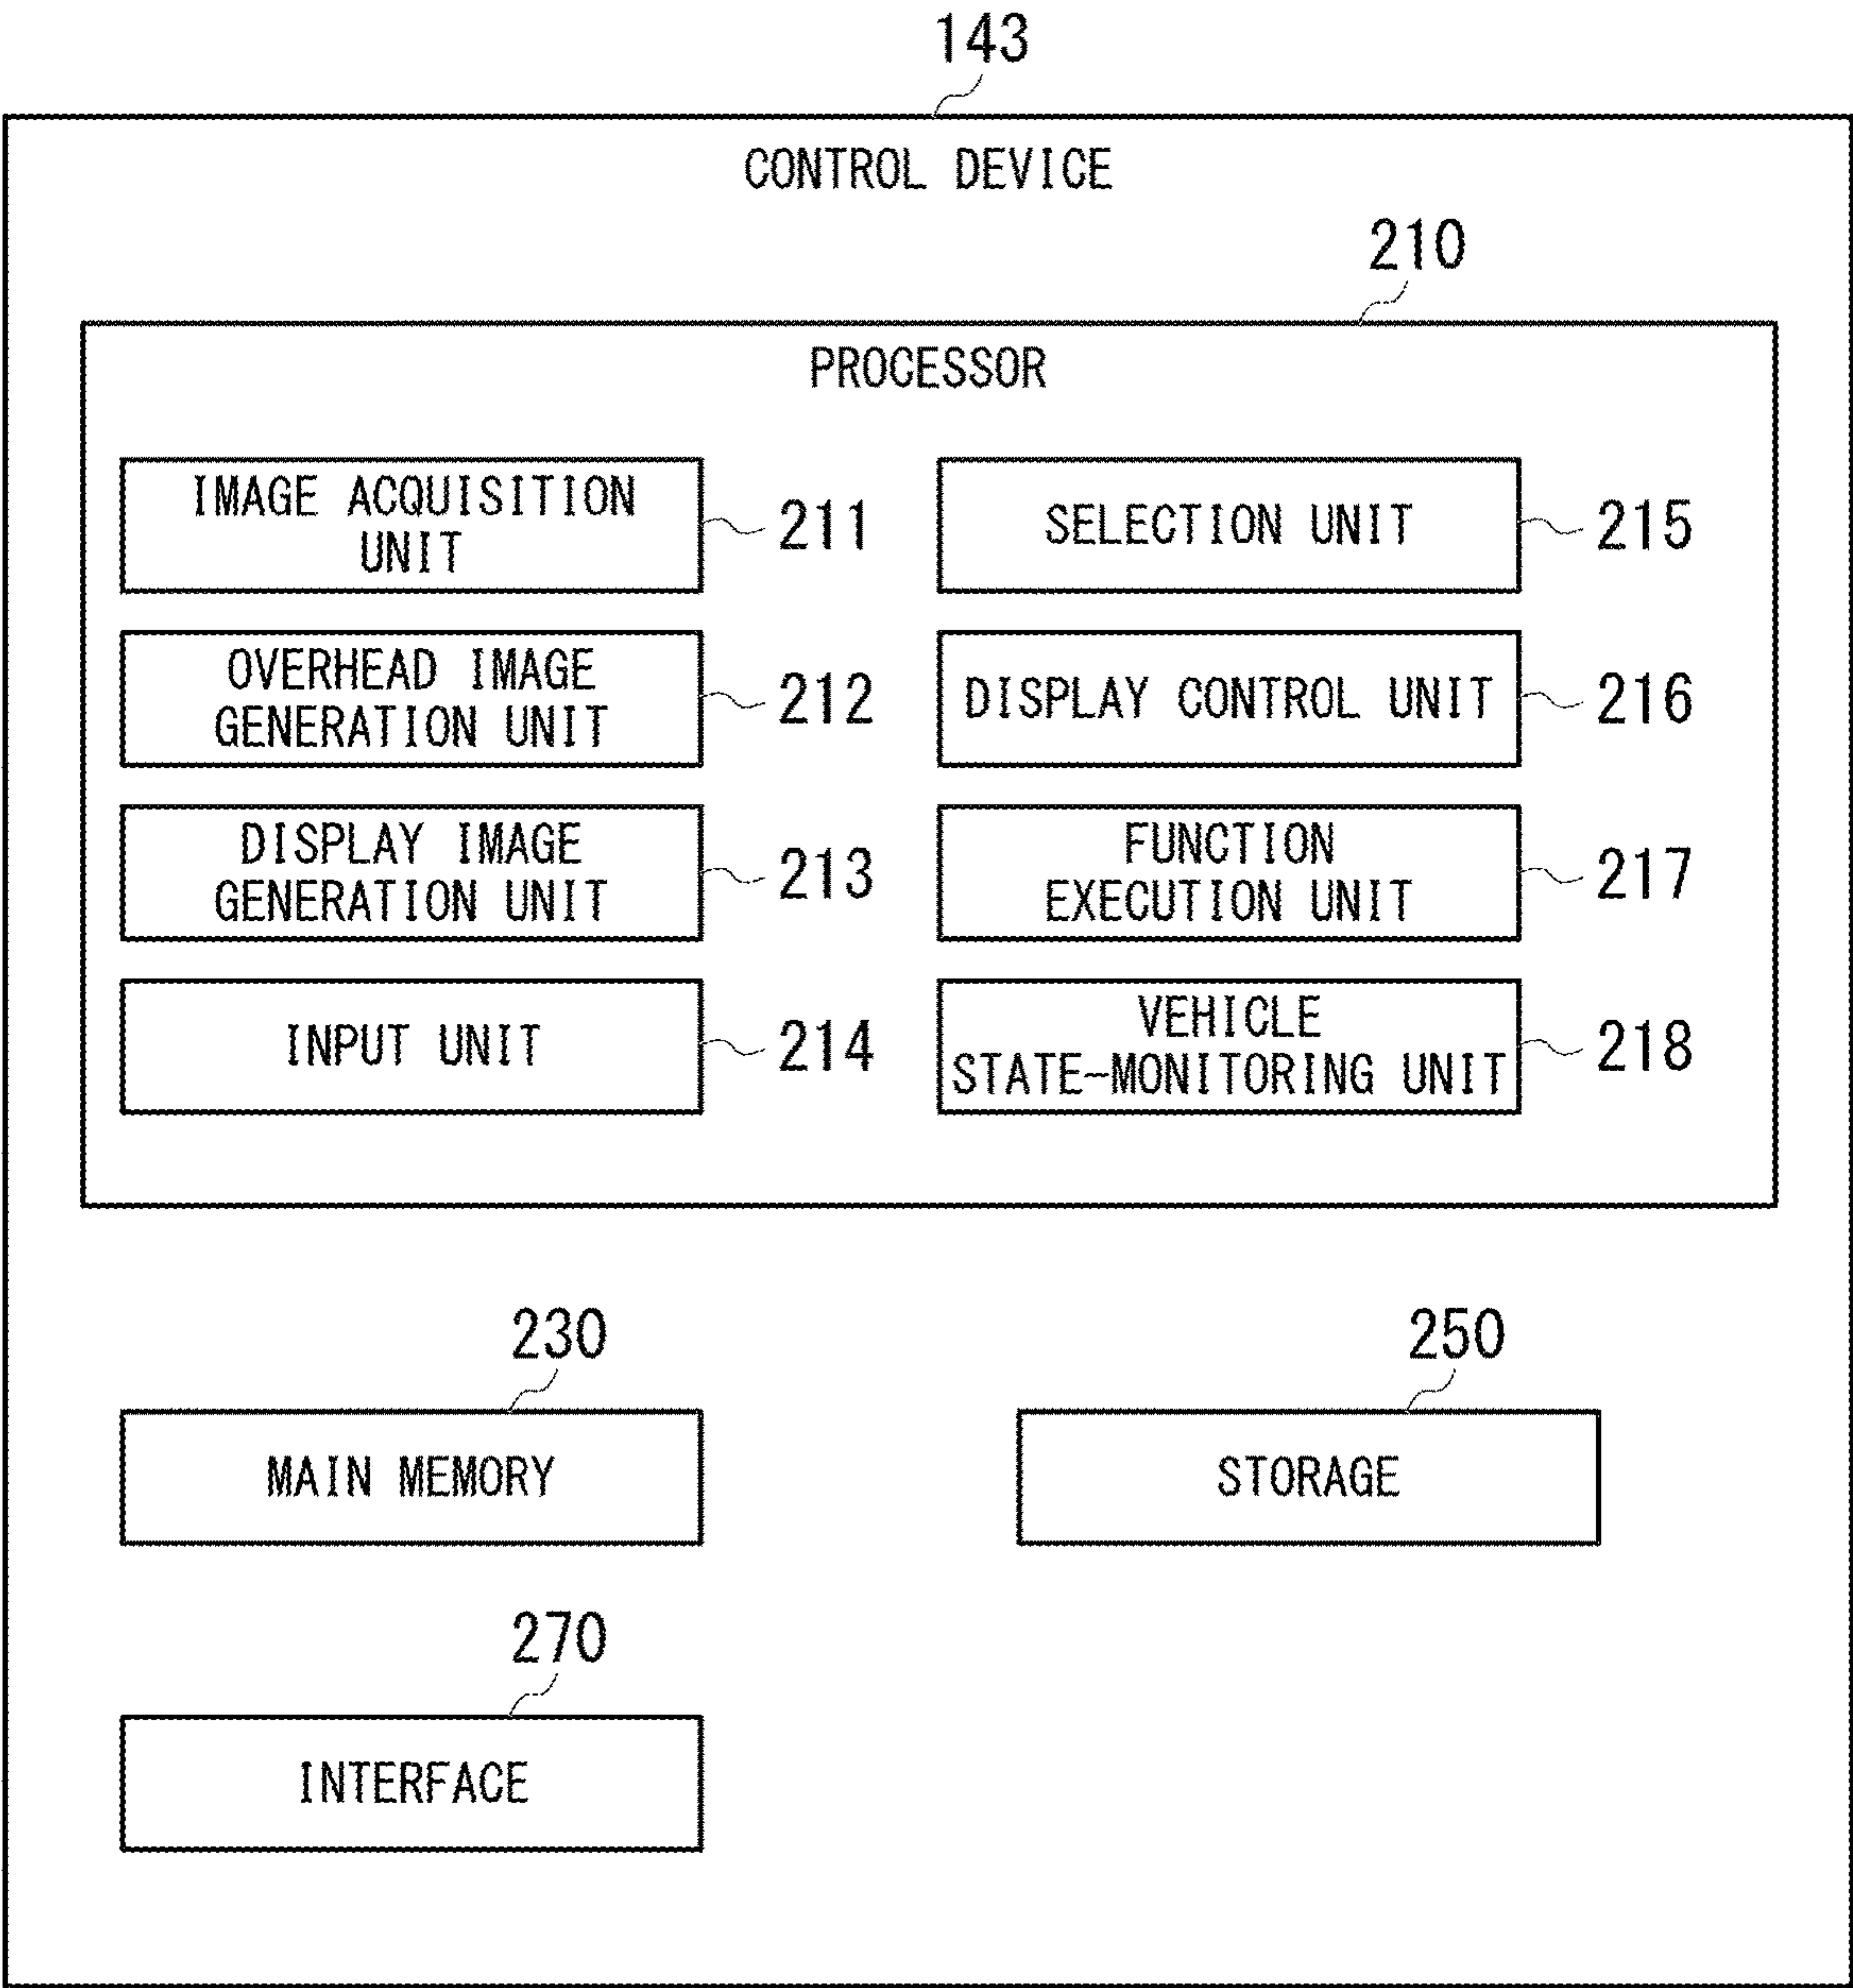 143
CONTROL DEVICE
210
PROCESSOR
IMAGE ACQUISITION
UNIT
211
OVERHEAD IMAGE
GENERATION UNIT
212
DISPLAY IMAGE
GENERATION UNIT
213
INPUT UNIT
214
SELECTION UNIT
215
DISPLAY CONTROL UNIT
216
FUNCTION
EXECUTION UNIT
217
VEHICLE
STATE-MONITORING UNIT
218
230
MAIN MEMORY
250
STORAGE
270
INTERFACE